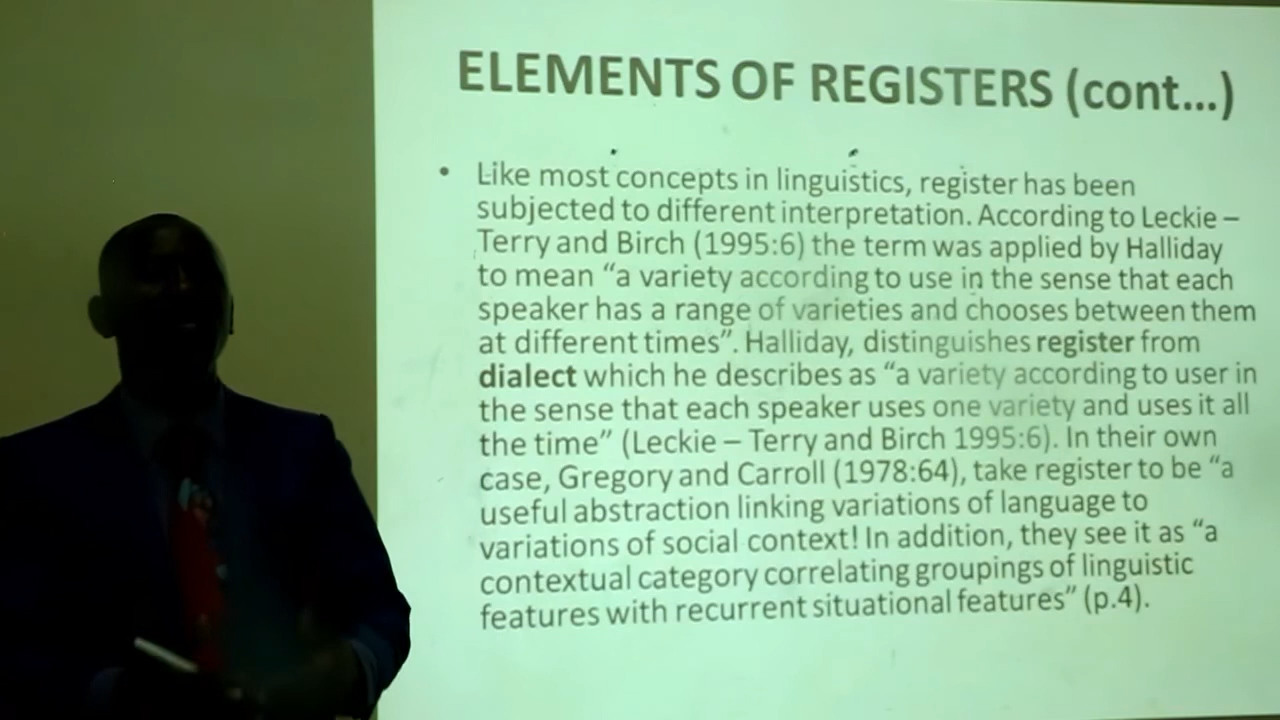 ELEMENTS OF REGISTERS (cont...)
• Like most concepts in linguistics, register has been
subjected to different interpretation. According to Leckie –
Terry and Birch (1995:6) the term was applied by Halliday
to mean “a variety according to use in the sense that each
speaker has a range of varieties and chooses between them
at different times”. Halliday, distinguishes register from
dialect which he describes as “a variety according to user in
the sense that each speaker uses one variety and uses it all
the time” (Leckie – Terry and Birch 1995:6). In their own
case, Gregory and Carroll (1978:64), take register to be “a
useful abstraction linking variations of language to
variations of social context! In addition, they see it as “a
contextual category correlating groupings of linguistic
features with recurrent situational features” (p.4).